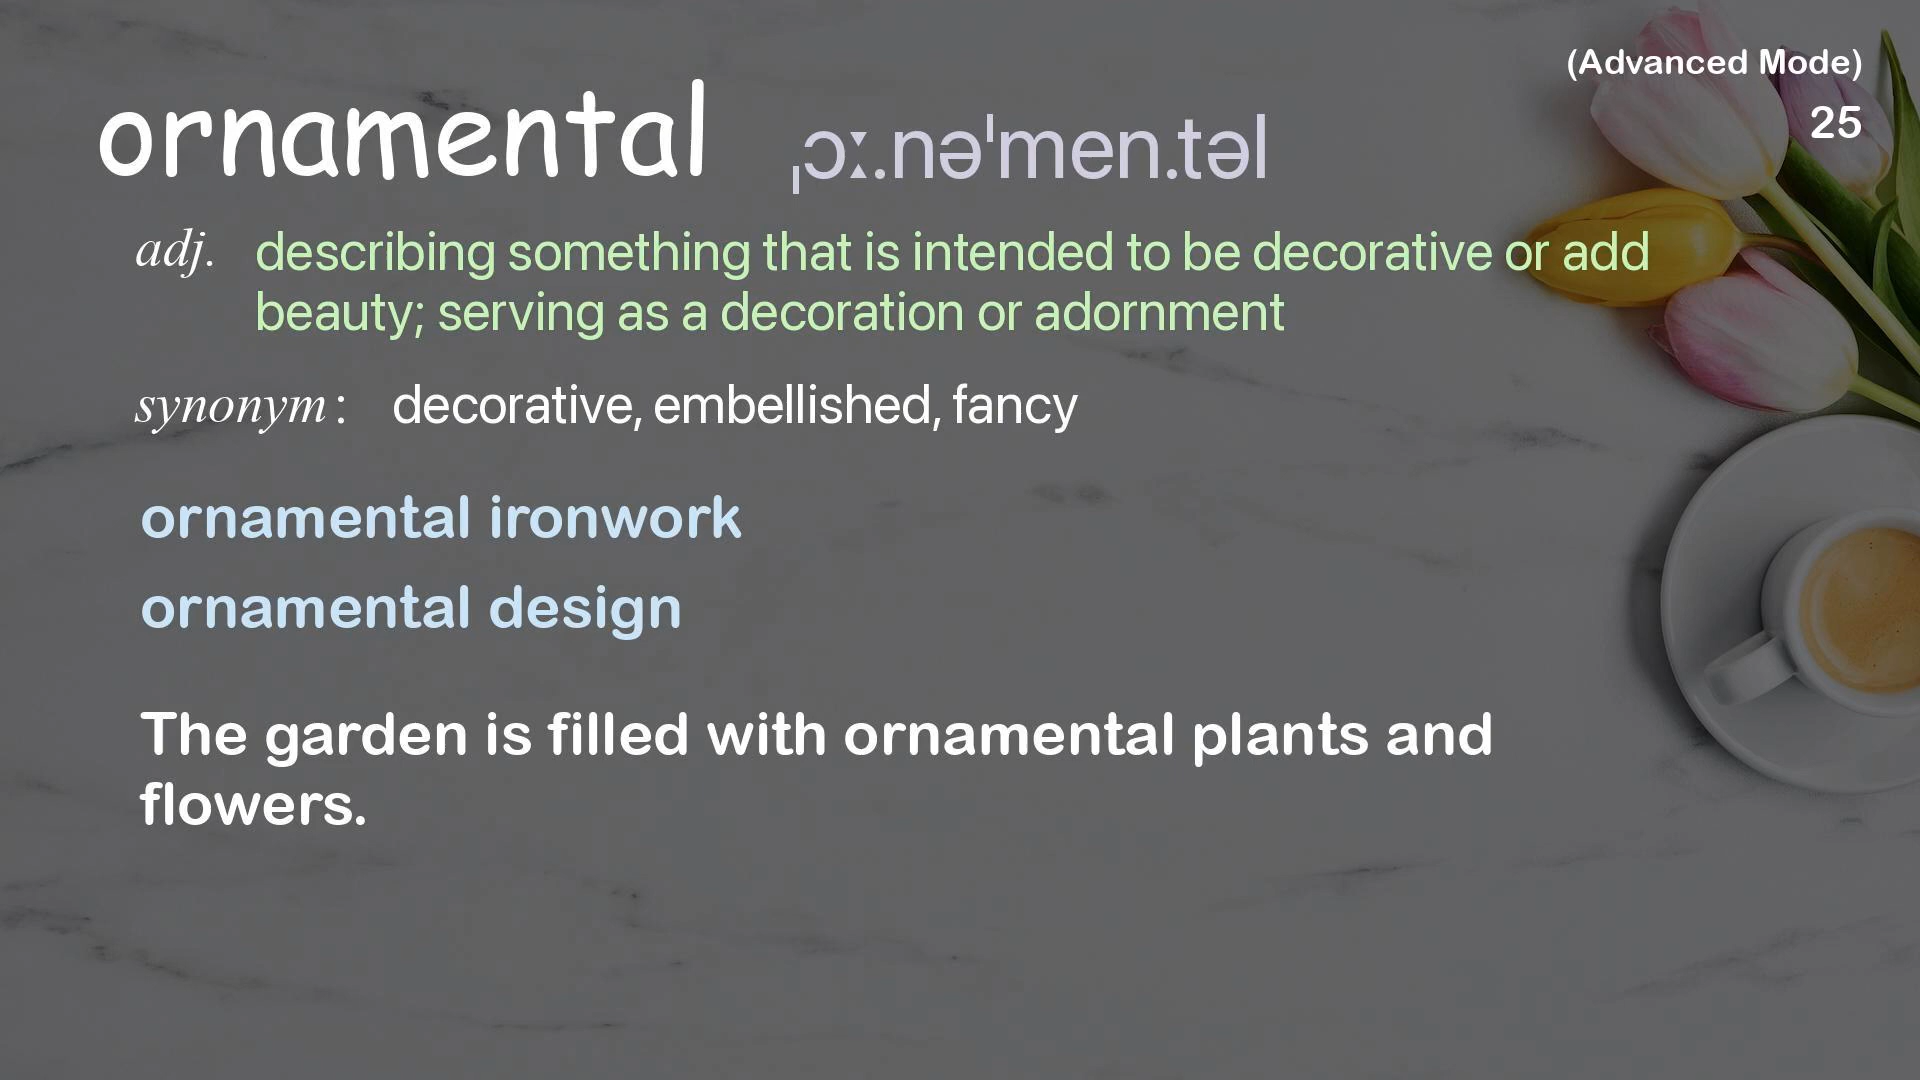 (Advanced Mode)
25
ornamental ˌɔː.nəˈmen.təl
adj. describing something that is intended to be decorative or add
beauty; serving as a decoration or adornment
synonym: decorative, embellished, fancy
ornamental ironwork
ornamental design
The garden is filled with ornamental plants and
flowers.